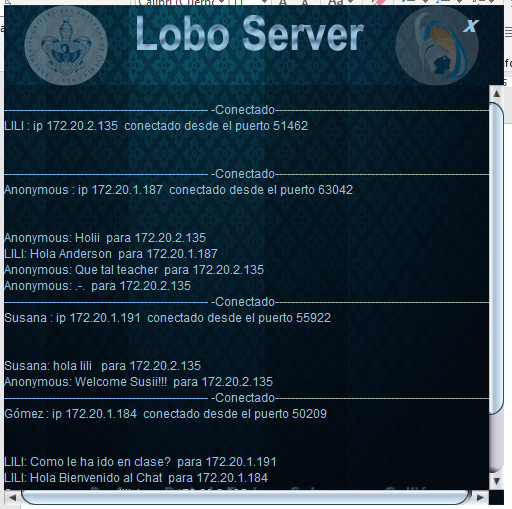 Lobo Server
x
-Conectado
LILI : ip 172.20.2.135 conectado desde el puerto 51462
-Conectado
Anonymous : ip 172.20.1.187 conectado desde el puerto 63042
Anonymous: Holii para 172.20.2.135
LILI: Hola Anderson para 172.20.1.187
Anonymous: Que tal teacher para 172.20.2.135
Anonymous: .-. para 172.20.2.135
-Conectado
Susana : ip 172.20.1.191 conectado desde el puerto 55922
Susana: hola lili para 172.20.2.135
Anonymous: Welcome Susii!!! para 172.20.2.135
-Conectado
Gómez : ip 172.20.1.184 conectado desde el puerto 50209
LILI: Como le ha ido en clase? para 172.20.1.191
LILI: Hola Bienvenido al Chat para 172.20.1.184